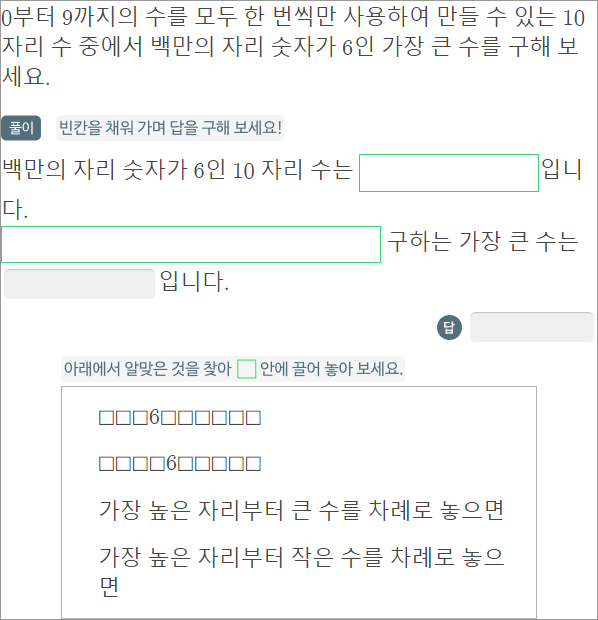 0부터 9까지의 수를 모두 한 번씩만 사용하여 만들 수 있는 10
자리 수 중에서 백만의 자리 숫자가 6인 가장 큰 수를 구해 보
세요.
풀이 빈칸을 채워 가며 답을 구해 보세요!
백만의 자리 숫자가 6인 10 자리 수는 입니
다.
구하는 가장 큰 수는
입니다.
답
아래에서 알맞은 것을 찾아 □ 안에 끌어 놓아 보세요.
□□□6□□□□□□
□□□□6□□□□□
가장 높은 자리부터 큰 수를 차례로 놓으면
가장 높은 자리부터 작은 수를 차례로 놓으
면